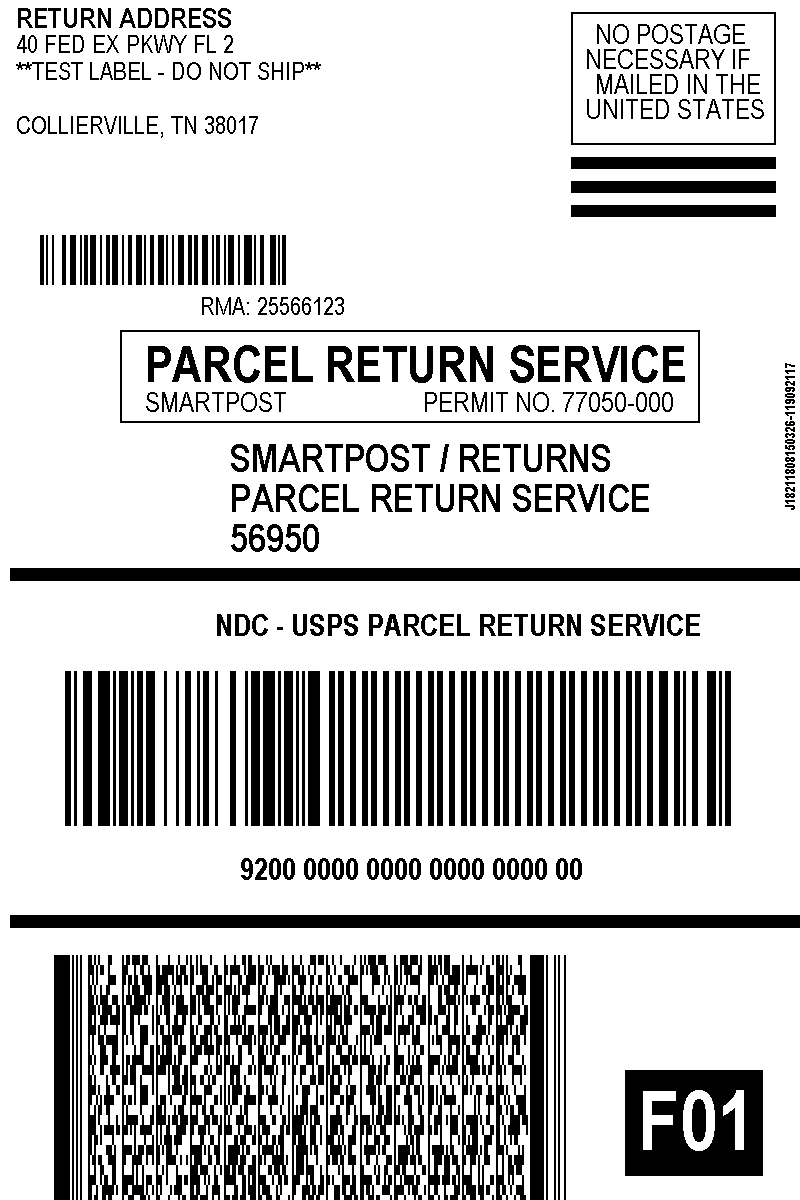 RETURN ADDRESS
40 FED EX PKWY FL 2
**TEST LABEL - DO NOT SHIP**
COLLIERVILLE, TN 38017
NO POSTAGE
NECESSARY IF
MAILED IN THE
UNITED STATES
RMA: 25566123
PARCEL RETURN SERVICE
SMARTPOST PERMIT NO. 77050-000
SMARTPOST / RETURNS
PARCEL RETURN SERVICE
56950
J18211808150326-119092117
NDC - USPS PARCEL RETURN SERVICE
9200 0000 0000 0000 0000 00
F01